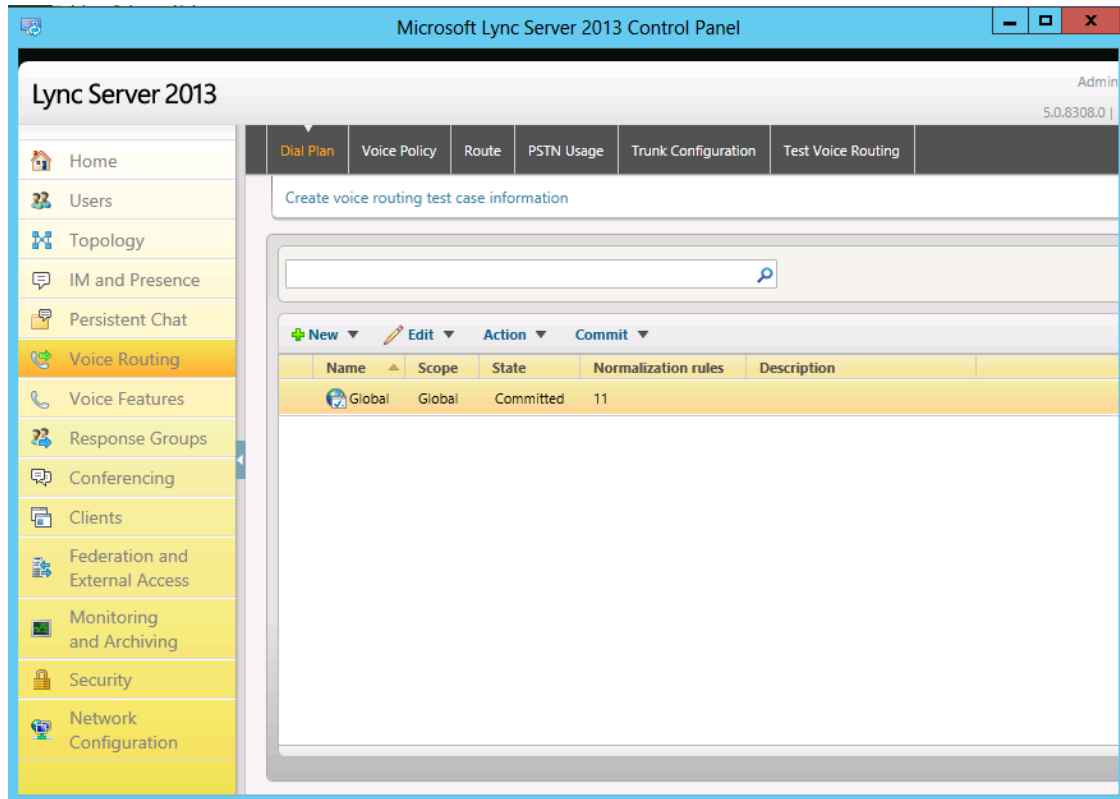 Microsoft Lync Server 2013 Control Panel
Lync Server 2013
Admin
5.0.8308.0 |
Home
Users
Topology
IM and Presence
Persistent Chat
Voice Routing
Voice Features
Response Groups
Conferencing
Clients
Federation and
External Access
Monitoring
and Archiving
Security
Network
Configuration
Dial Plan Voice Policy Route PSTN Usage Trunk Configuration Test Voice Routing
Create voice routing test case information
New Edit Action Commit
Name Scope State Normalization rules Description
Global Global Committed 11